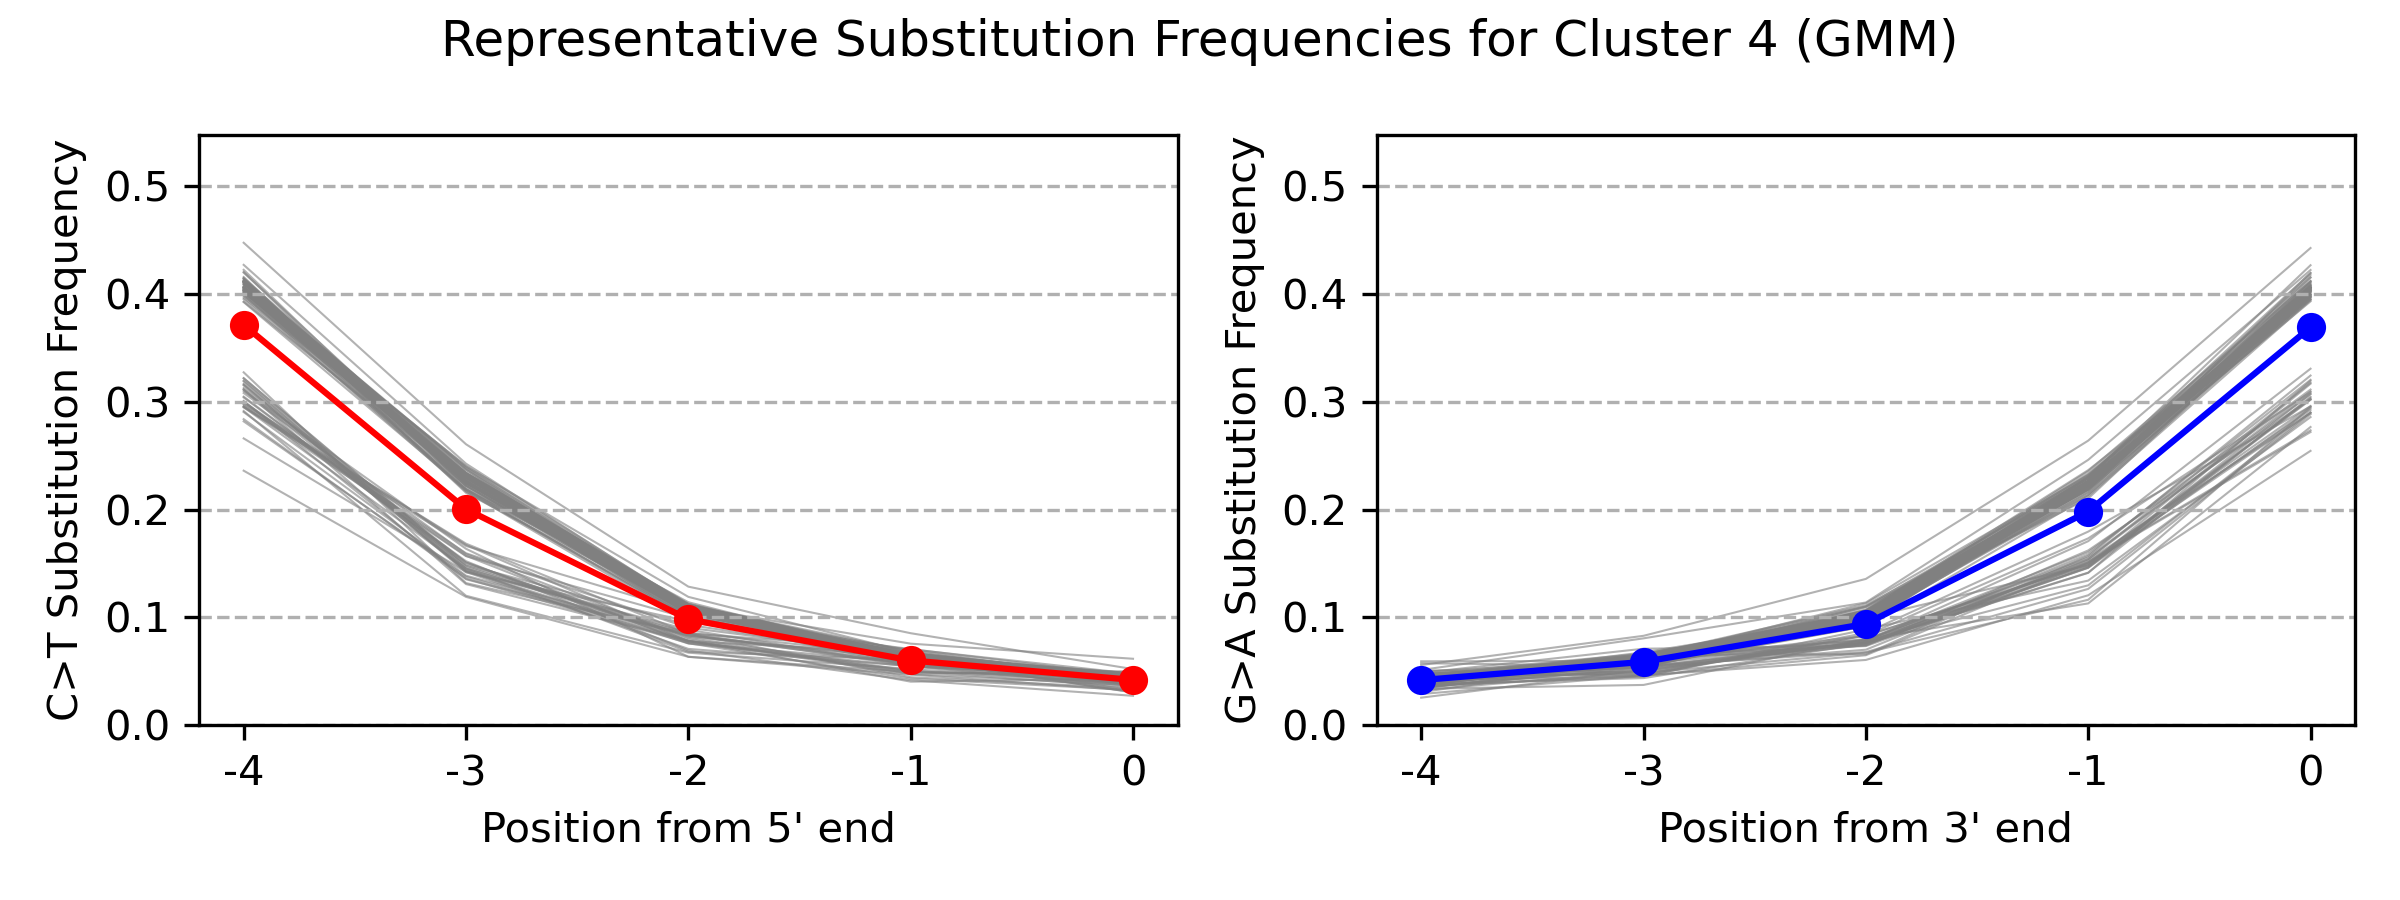 Representative Substitution Frequencies for Cluster 4 (GMM)
C>T Substitution Frequency
0.5
0.4
0.3
0.2
0.1
0.0
-4 -3 -2 -1 0
Position from 5' end
G>A Substitution Frequency
0.5
0.4
0.3
0.2
0.1
0.0
-4 -3 -2 -1 0
Position from 3' end